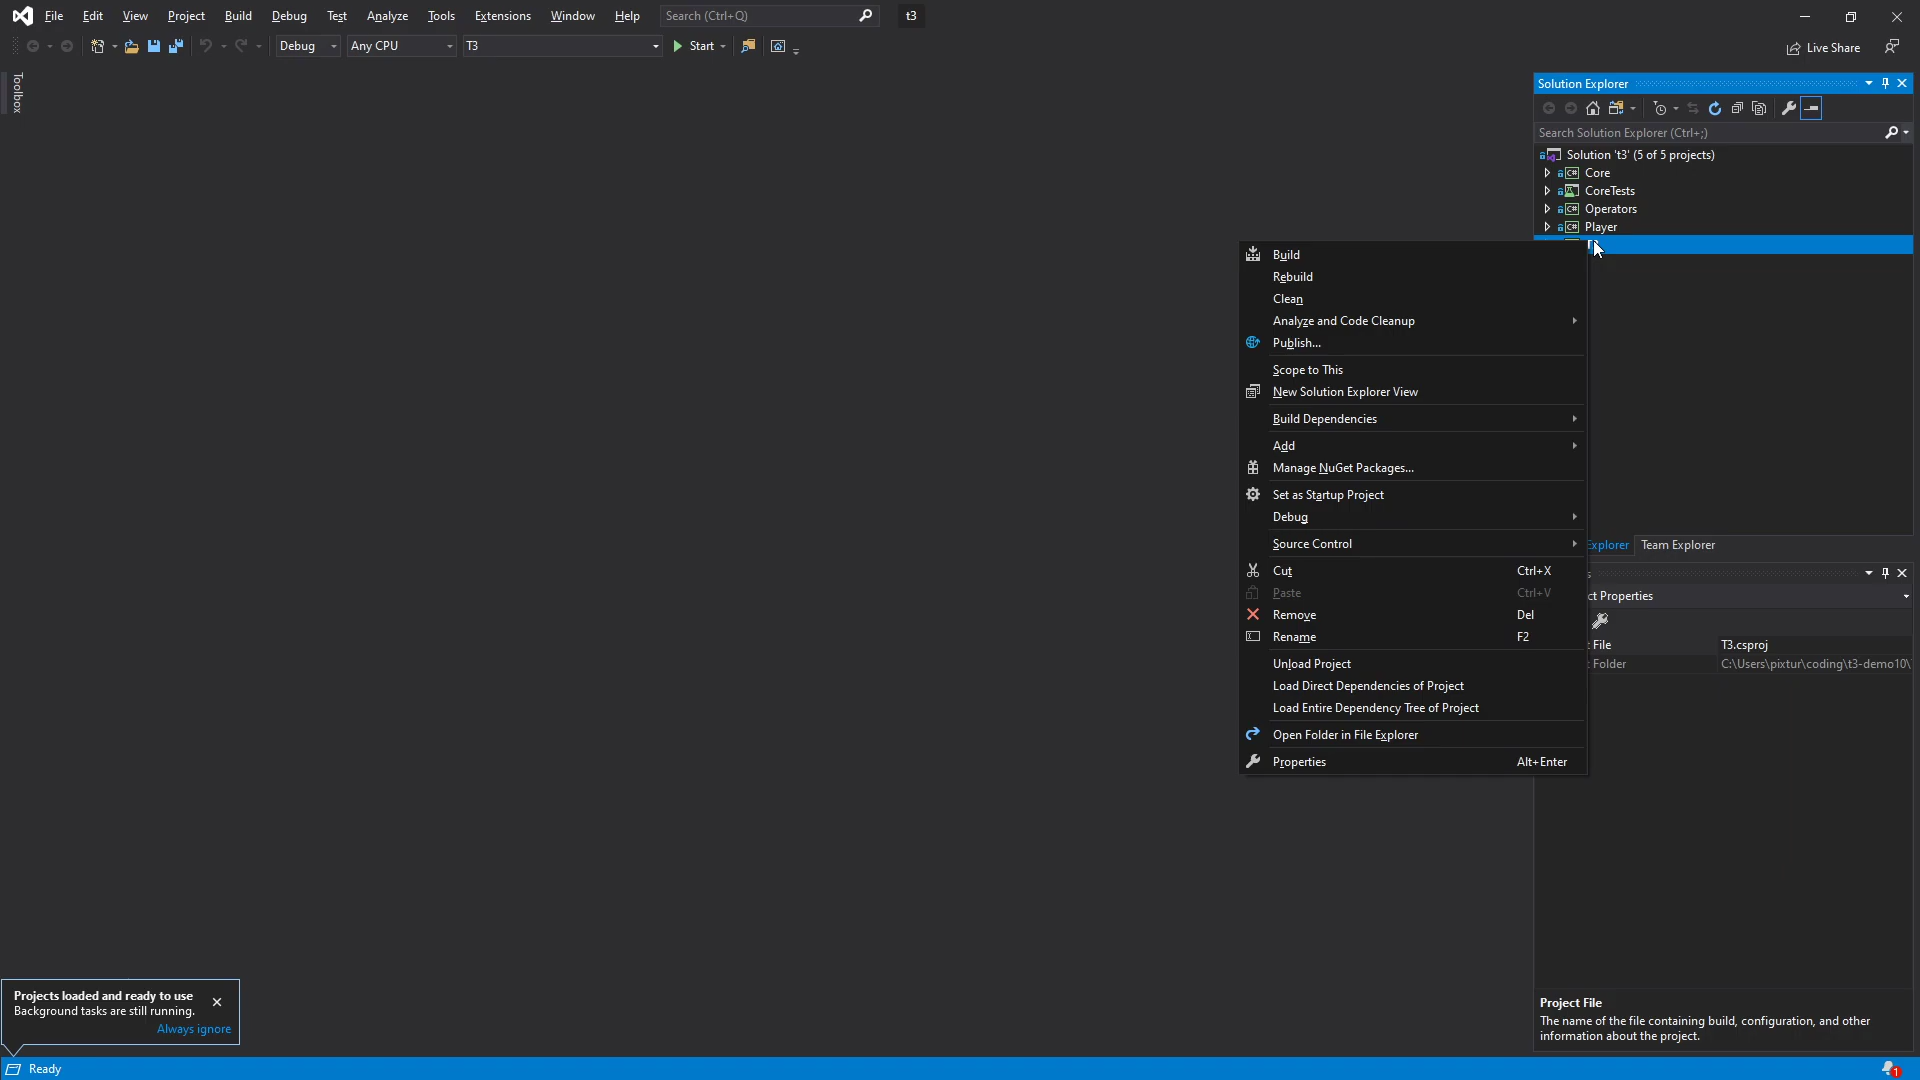 File Edit View Project Build Debug Test Analyze Tools Extensions Window Help Search (Ctrl+Q) t3
Debug Any CPU T3 Start Live Share
Toolbox
Solution Explorer
Search Solution Explorer (Ctrl+;)
Solution 't3' (5 of 5 projects)
Core
CoreTests
Operators
Player
Build
Rebuild
Clean
Analyze and Code Cleanup
Publish...
Scope to This
New Solution Explorer View
Build Dependencies
Add
Manage NuGet Packages...
Set as Startup Project
Debug
Source Control
Cut Ctrl+X
Paste Ctrl+V
Remove Del
Rename F2
Unload Project
Load Direct Dependencies of Project
Load Entire Dependency Tree of Project
Open Folder in File Explorer
Properties Alt+Enter
Explorer Team Explorer
ct Properties
File T3.csproj
Folder C:\Users\pixtur\coding\t3-demo10\
Project File
The name of the file containing build, configuration, and other
information about the project.
Projects loaded and ready to use
Background tasks are still running.
Always ignore
Ready 1